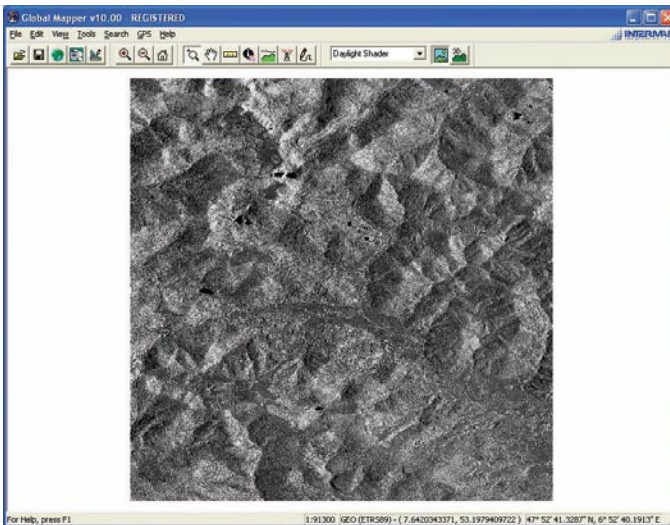 Global Mapper v10.00 - REGISTERED
File Edit View Tools Search GPS Help
INTERMAP
Daylight Shader
3D
For Help, press F1
1:91300 GEO (ETRS89) - ( 7.6420343371, 53.1979409722 ) 47° 52' 41.3287" N, 6° 52' 40.1913" E